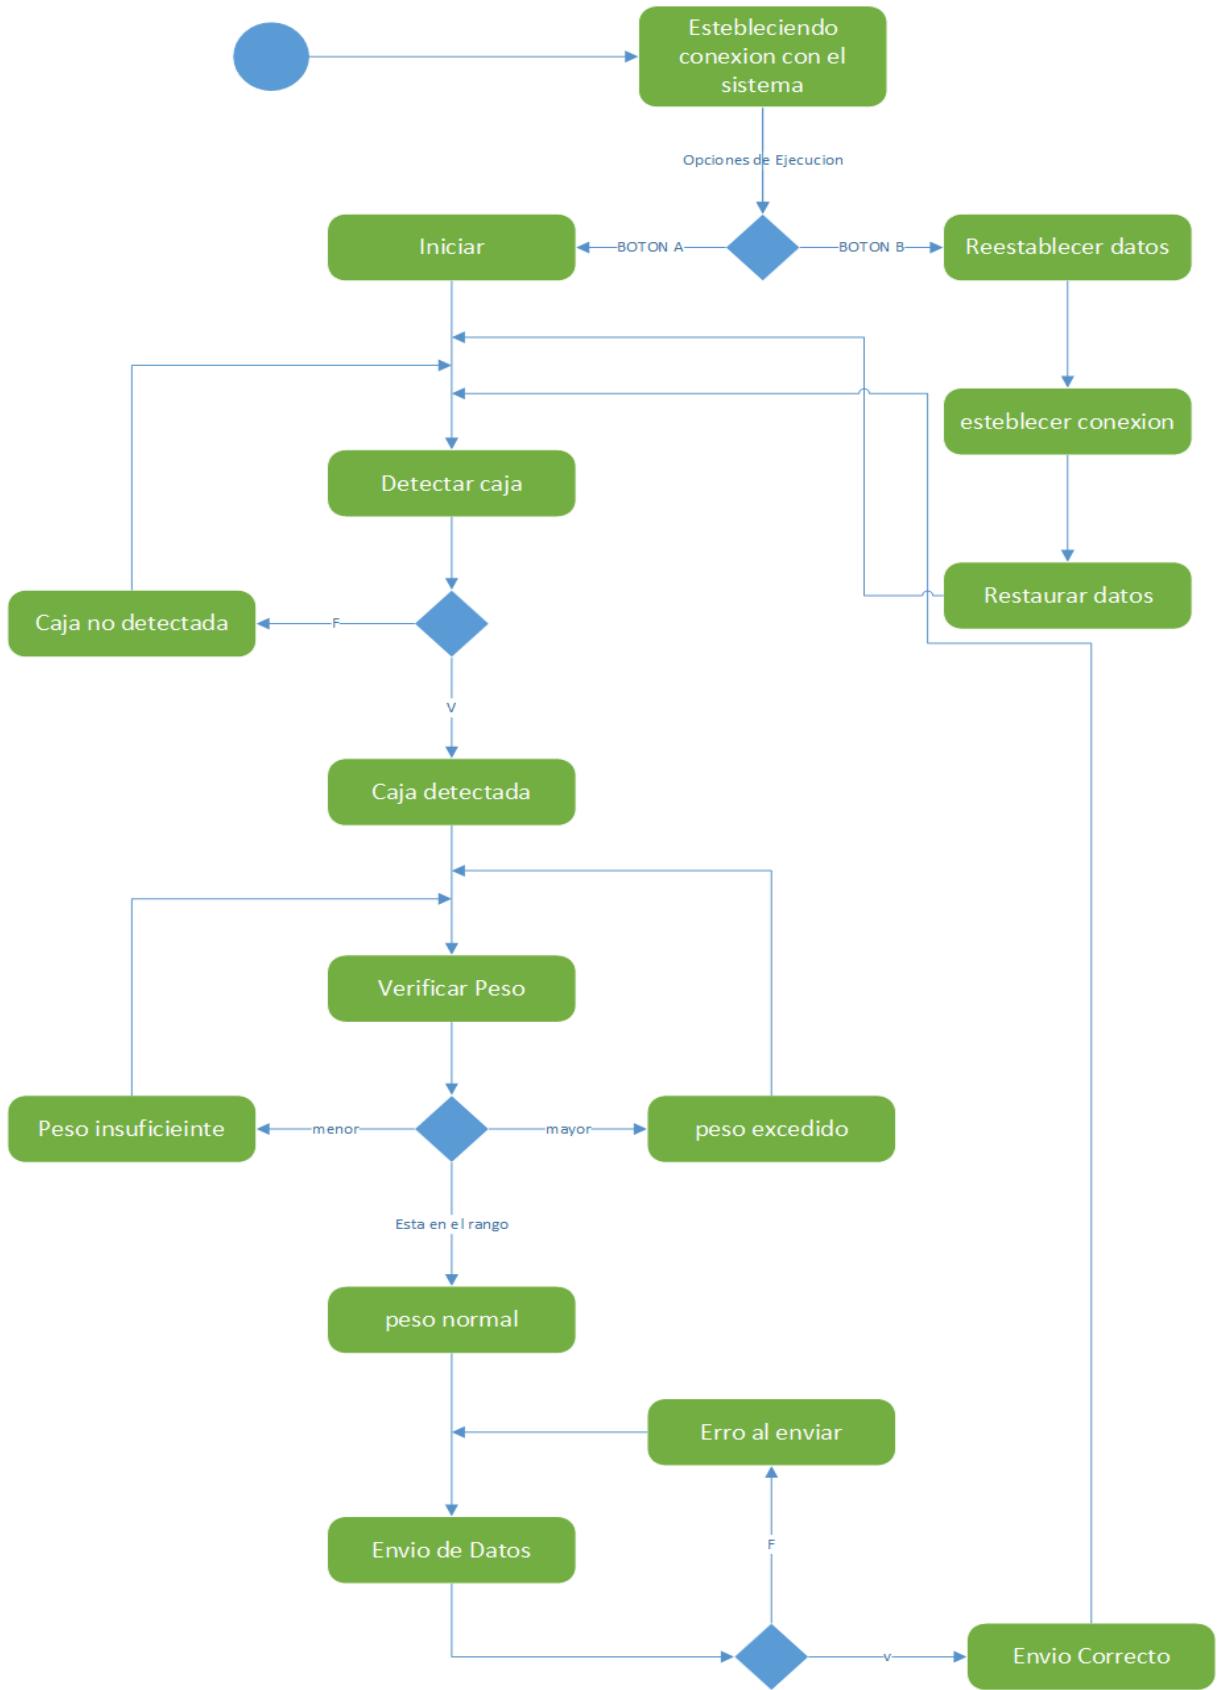 Estebleciendo
conexion con el
sistema
Opciones de Ejecucion
Iniciar
BOTON A
BOTON B
Reestablecer datos
esteblecer conexion
Detectar caja
Restaurar datos
Caja no detectada
F
V
Caja detectada
Verificar Peso
Peso insuficieinte
menor
mayor
peso excedido
Esta en el rango
peso normal
Erro al enviar
Envio de Datos
F
v
Envio Correcto